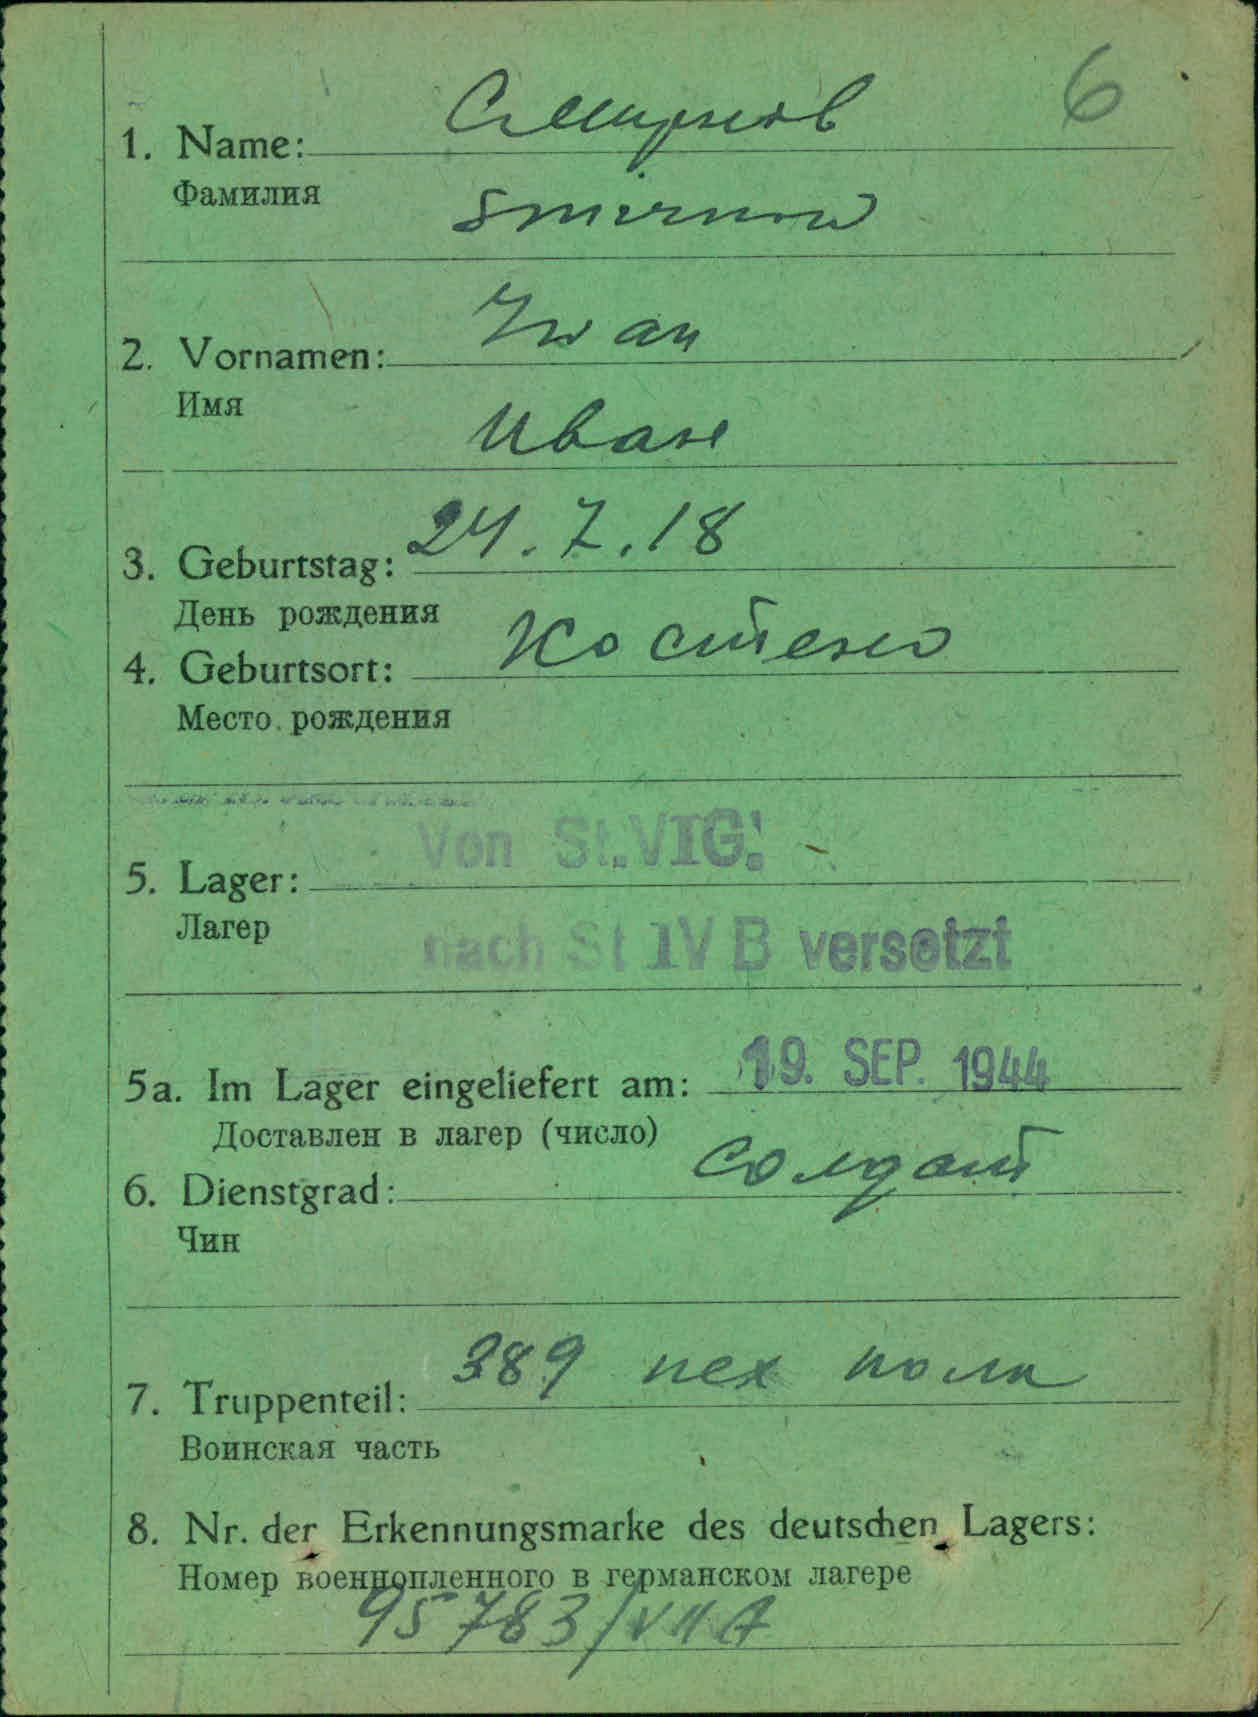 6
Смирнов
1. Name:
Фамилия
Smirnow
Iwan
2. Vornamen:
Имя
Иван
24.7.18
3. Geburtstag:
День рождения
4. Geburtsort: Костено
Место рождения
Von St. VIG!
5. Lager:
Лагер
nach St IV B versetzt
5a. Im Lager eingeliefert am: 19. SEP. 1944
Доставлен в лагер (число)
6. Dienstgrad: Солдат
Чин
7. Truppenteil: 389 пех полк
Воинская часть
8. Nr. der Erkennungsmarke des deutschen Lagers:
Номер военнопленного в германском лагере
95783/VII A